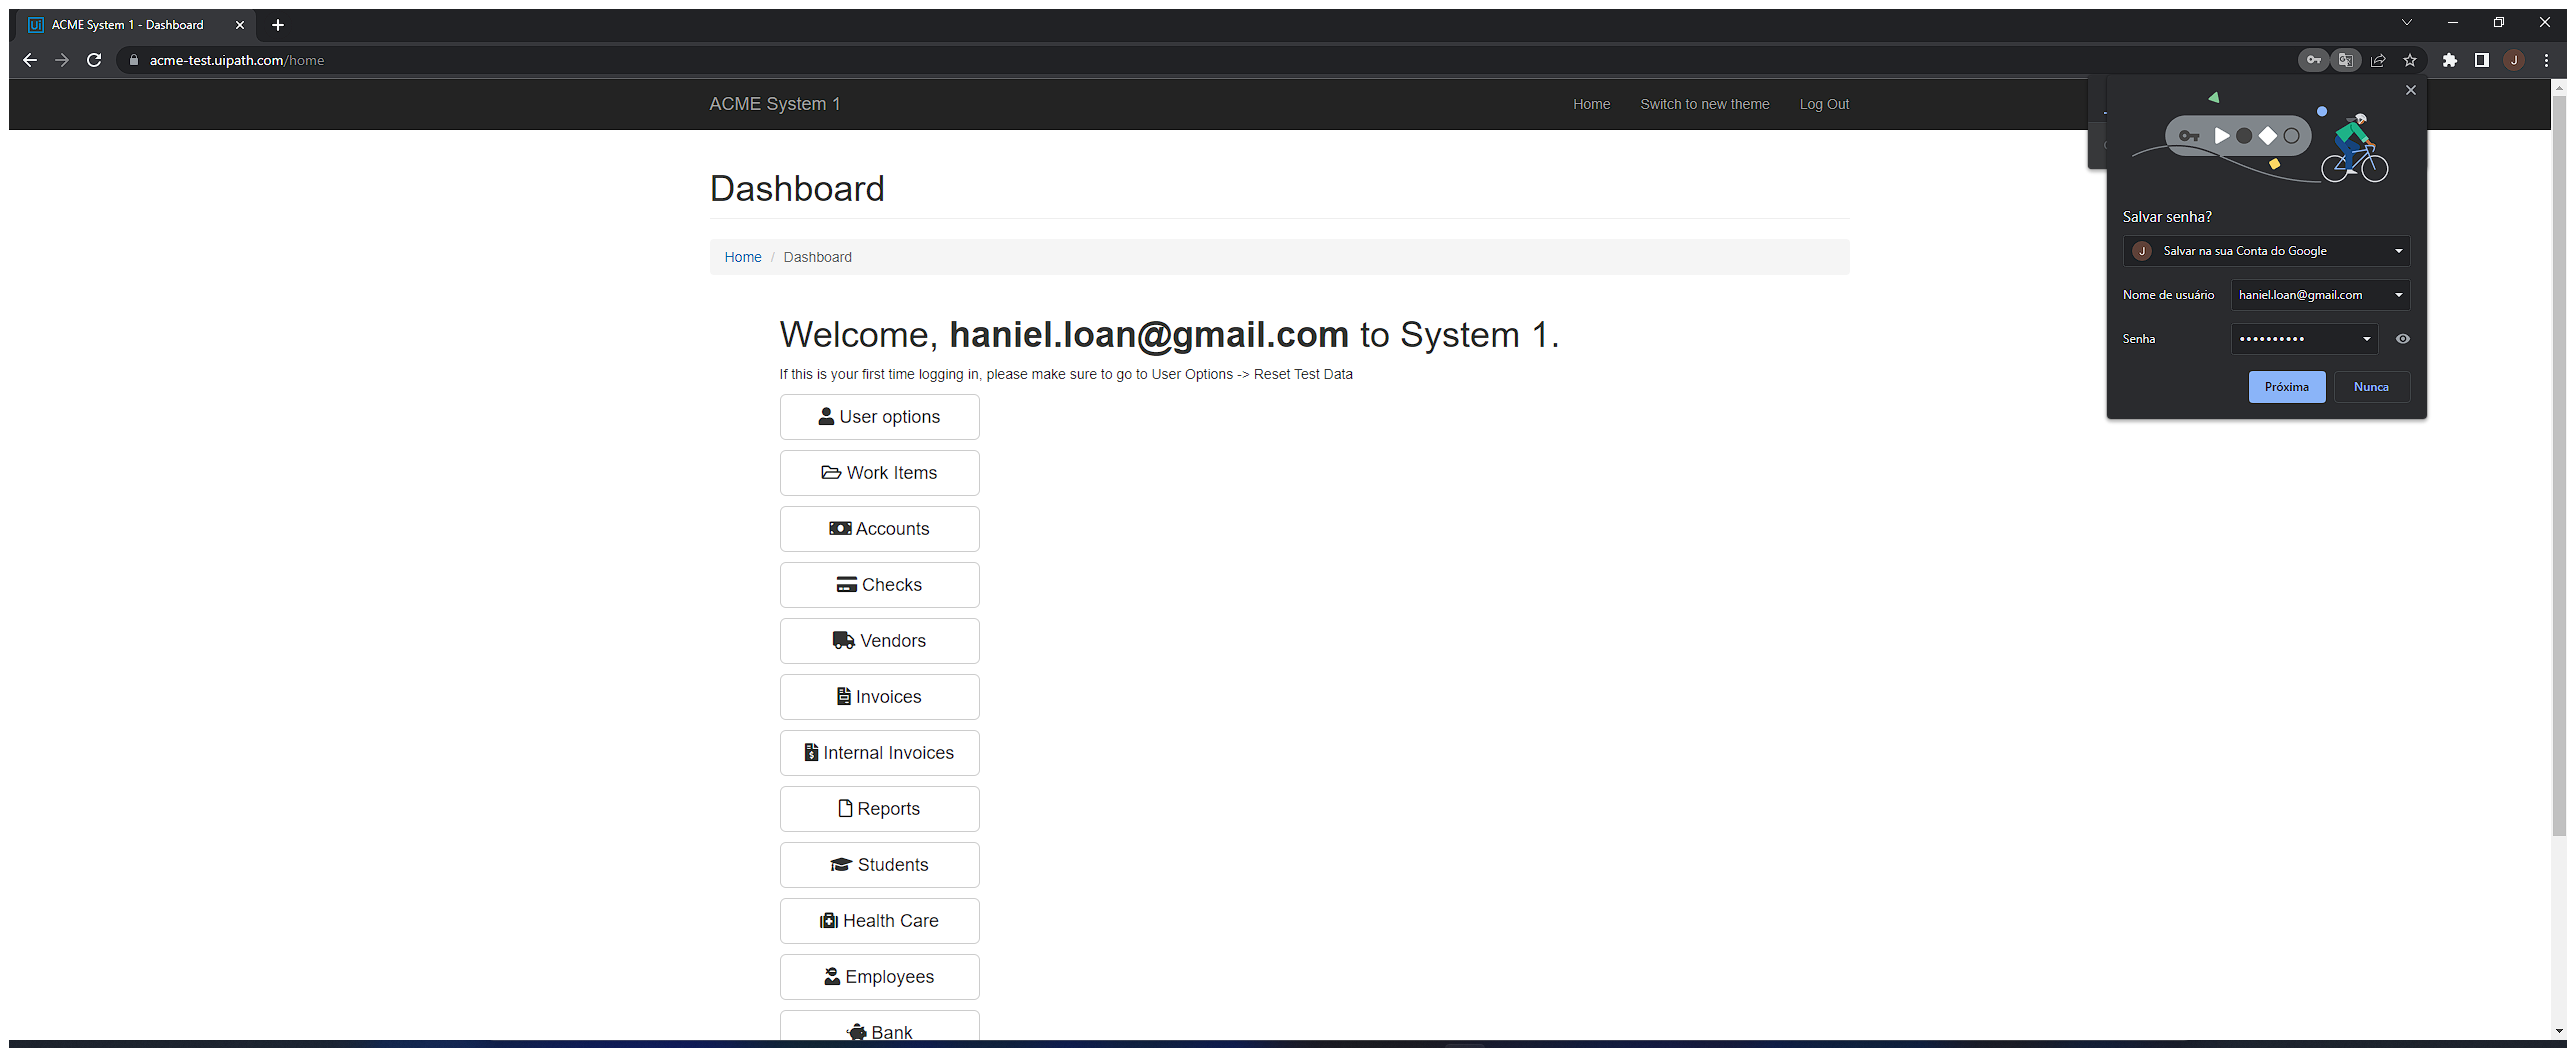 ACME System 1 - Dashboard
acme-test.uipath.com/home
J
ACME System 1
Home
Switch to new theme
Log Out
Dashboard
Home / Dashboard
Welcome, haniel.loan@gmail.com to System 1.
If this is your first time logging in, please make sure to go to User Options -> Reset Test Data
User options
Work Items
Accounts
Checks
Vendors
Invoices
Internal Invoices
Reports
Students
Health Care
Employees
Bank
Salvar senha?
J Salvar na sua Conta do Google
Nome de usuário haniel.loan@gmail.com
Senha ••••••••••
Próxima Nunca